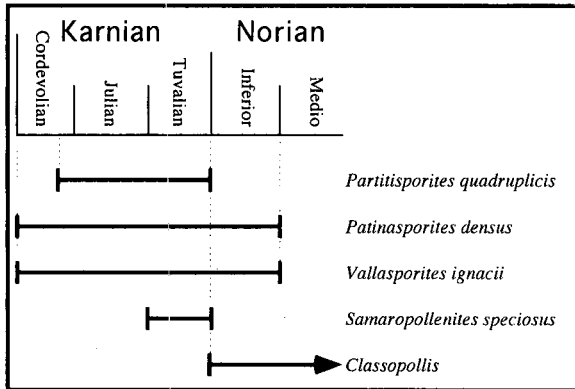 Karnian
Norian
Cordevolian
Julian
Tuvalian
Inferior
Medio
Partitisporites quadruplicis
Patinasporites densus
Vallasporites ignacii
Samaropollenites speciosus
Classopollis